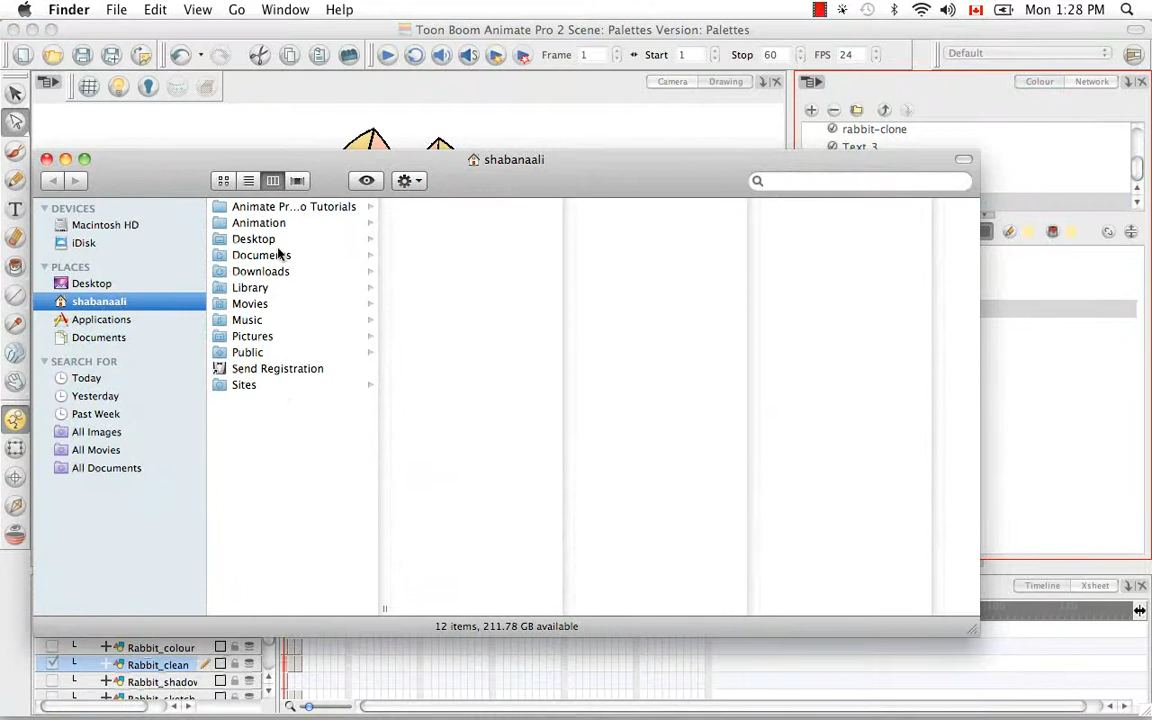 Finder File Edit View Go Window Help Mon 1:28 PM
Toon Boom Animate Pro 2 Scene: Palettes Version: Palettes
Frame 1 Start 1 Stop 60 FPS 24 Default
Camera Drawing Colour Network
rabbit-clone
Text 3
shabanaali
DEVICES
Macintosh HD
iDisk
PLACES
Desktop
shabanaali
Applications
Documents
SEARCH FOR
Today
Yesterday
Past Week
All Images
All Movies
All Documents
Animate Pr...o Tutorials
Animation
Desktop
Documents
Downloads
Library
Movies
Music
Pictures
Public
Send Registration
Sites
12 items, 211.78 GB available
Timeline Xsheet
Rabbit_colour
Rabbit_clean
Rabbit_shadov
Rabbit_sketch